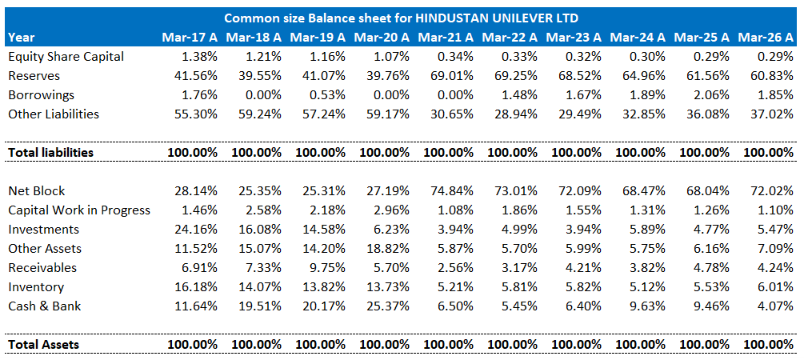 Common size Balance sheet for HINDUSTAN UNILEVER LTD
Year Mar-17 A Mar-18 A Mar-19 A Mar-20 A Mar-21 A Mar-22 A Mar-23 A Mar-24 A Mar-25 A Mar-26 A
Equity Share Capital 1.38% 1.21% 1.16% 1.07% 0.34% 0.33% 0.32% 0.30% 0.29% 0.29%
Reserves 41.56% 39.55% 41.07% 39.76% 69.01% 69.25% 68.52% 64.96% 61.56% 60.83%
Borrowings 1.76% 0.00% 0.53% 0.00% 0.00% 1.48% 1.67% 1.89% 2.06% 1.85%
Other Liabilities 55.30% 59.24% 57.24% 59.17% 30.65% 28.94% 29.49% 32.85% 36.08% 37.02%
Total liabilities 100.00% 100.00% 100.00% 100.00% 100.00% 100.00% 100.00% 100.00% 100.00% 100.00%
Net Block 28.14% 25.35% 25.31% 27.19% 74.84% 73.01% 72.09% 68.47% 68.04% 72.02%
Capital Work in Progress 1.46% 2.58% 2.18% 2.96% 1.08% 1.86% 1.55% 1.31% 1.26% 1.10%
Investments 24.16% 16.08% 14.58% 6.23% 3.94% 4.99% 3.94% 5.89% 4.77% 5.47%
Other Assets 11.52% 15.07% 14.20% 18.82% 5.87% 5.70% 5.99% 5.75% 6.16% 7.09%
Receivables 6.91% 7.33% 9.75% 5.70% 2.56% 3.17% 4.21% 3.82% 4.78% 4.24%
Inventory 16.18% 14.07% 13.82% 13.73% 5.21% 5.81% 5.82% 5.12% 5.53% 6.01%
Cash & Bank 11.64% 19.51% 20.17% 25.37% 6.50% 5.45% 6.40% 9.63% 9.46% 4.07%
Total Assets 100.00% 100.00% 100.00% 100.00% 100.00% 100.00% 100.00% 100.00% 100.00% 100.00%